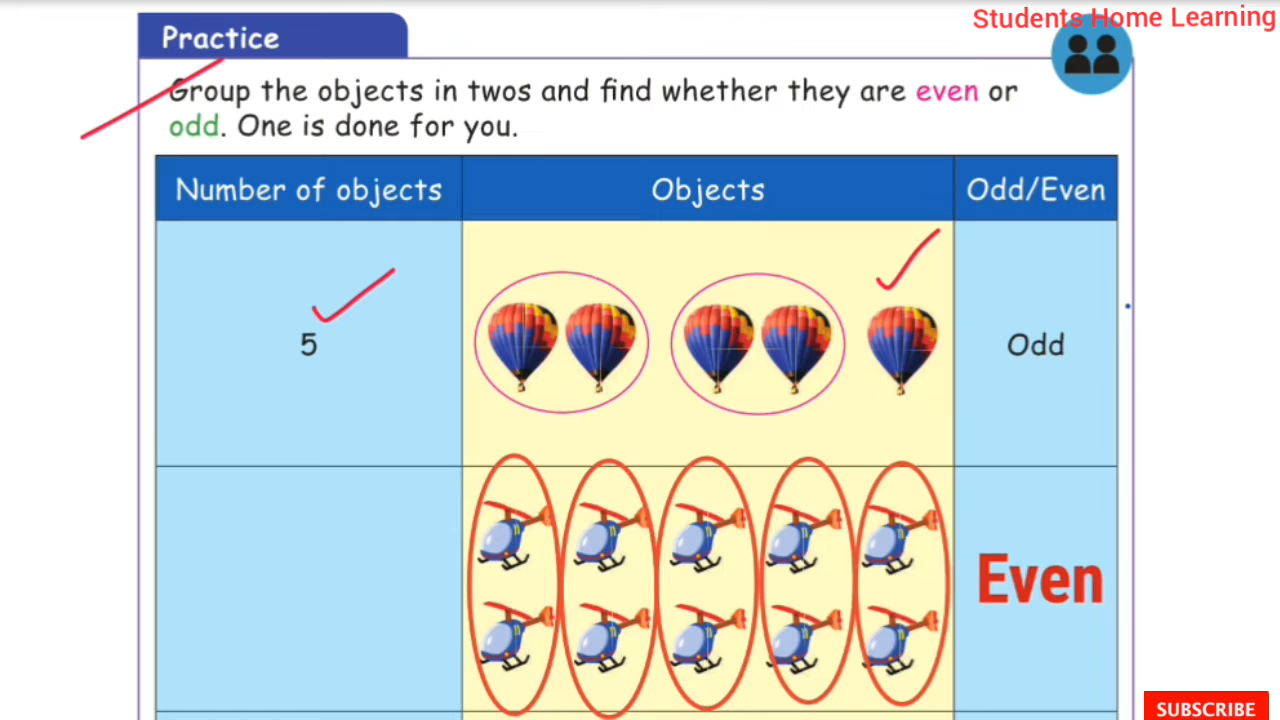 Students Home Learning
Practice
Group the objects in twos and find whether they are even or
odd. One is done for you.
Number of objects Objects Odd/Even
5 Odd
Even
SUBSCRIBE